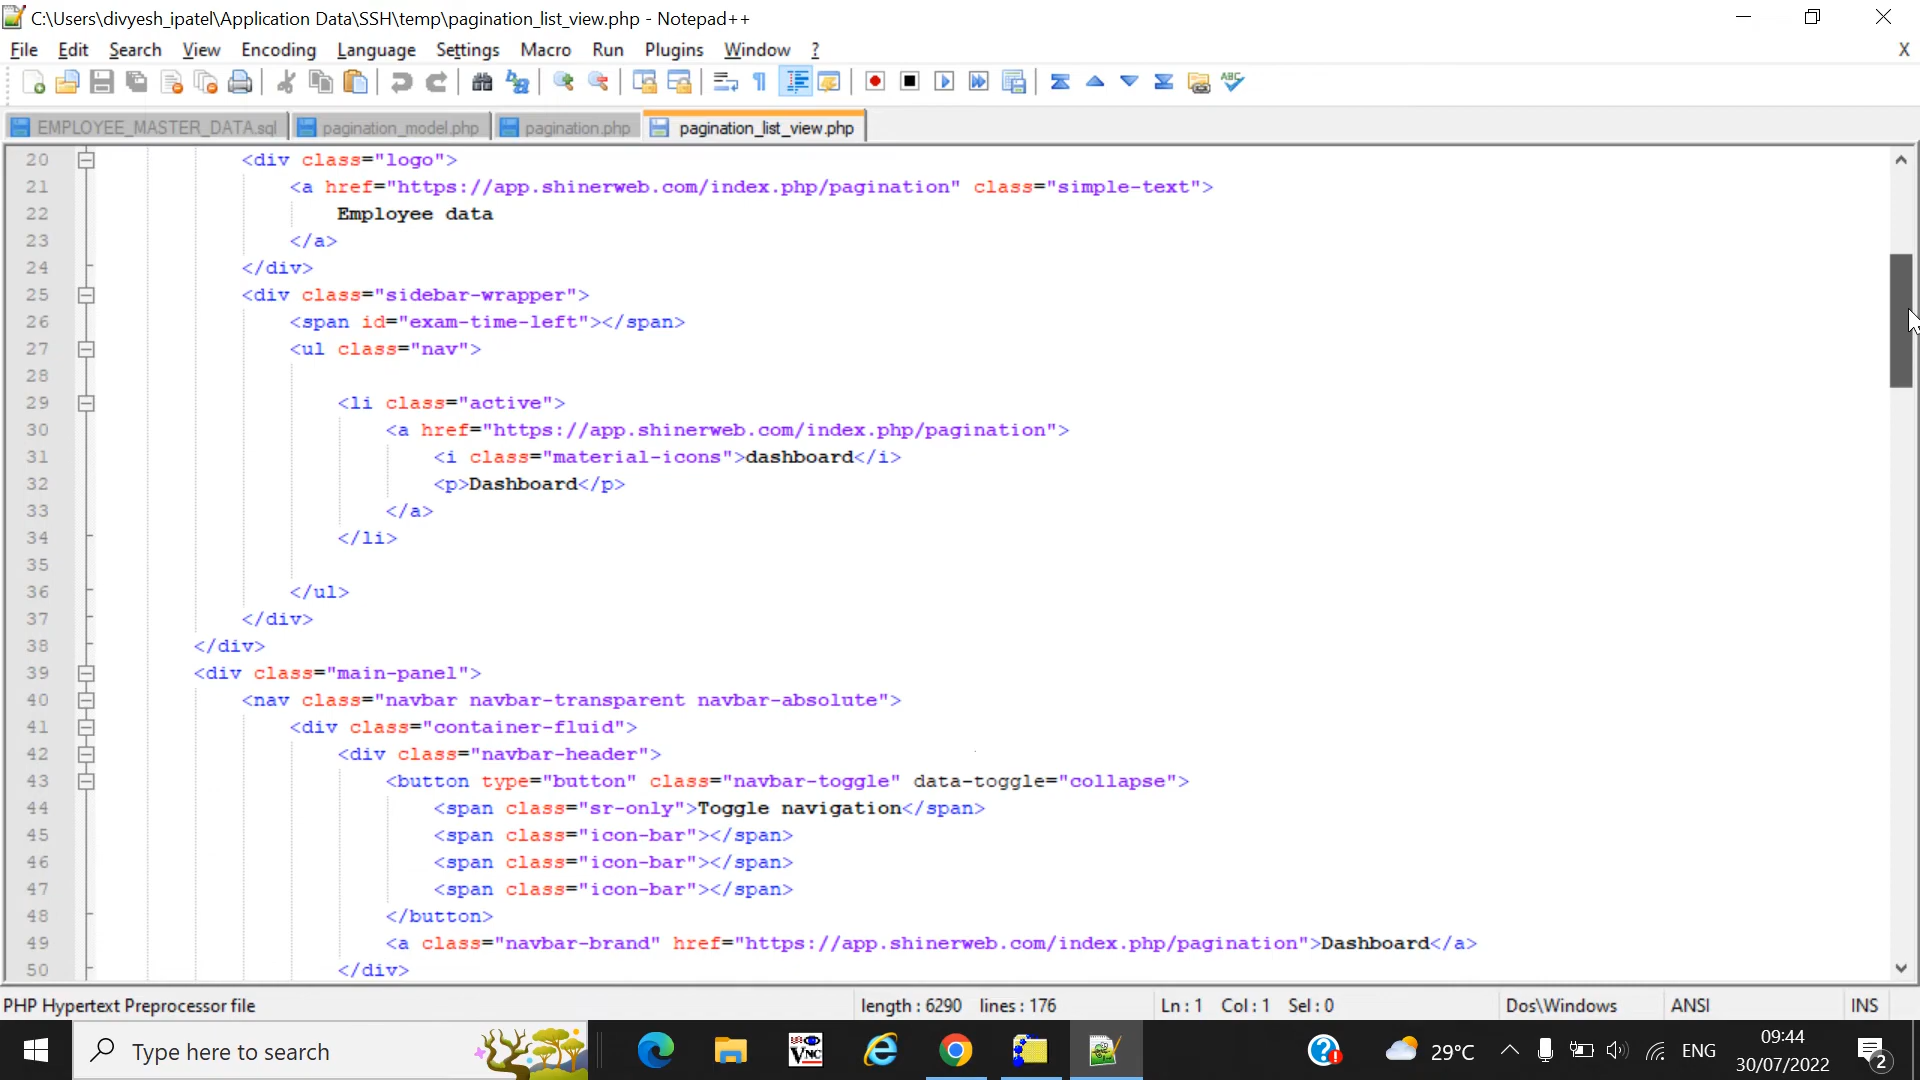 C:\Users\divyesh_ipatel\Application Data\SSH\temp\pagination_list_view.php - Notepad++
File Edit Search View Encoding Language Settings Macro Run Plugins Window ? X
EMPLOYEE_MASTER_DATA.sql pagination_model.php pagination.php pagination_list_view.php
20 <div class="logo">
21 <a href="https://app.shinerweb.com/index.php/pagination" class="simple-text">
22 Employee data
23 </a>
24 </div>
25 <div class="sidebar-wrapper">
26 <span id="exam-time-left"></span>
27 <ul class="nav">
28
29 <li class="active">
30 <a href="https://app.shinerweb.com/index.php/pagination">
31 <i class="material-icons">dashboard</i>
32 <p>Dashboard</p>
33 </a>
34 </li>
35
36 </ul>
37 </div>
38 </div>
39 <div class="main-panel">
40 <nav class="navbar navbar-transparent navbar-absolute">
41 <div class="container-fluid">
42 <div class="navbar-header">
43 <button type="button" class="navbar-toggle" data-toggle="collapse">
44 <span class="sr-only">Toggle navigation</span>
45 <span class="icon-bar"></span>
46 <span class="icon-bar"></span>
47 <span class="icon-bar"></span>
48 </button>
49 <a class="navbar-brand" href="https://app.shinerweb.com/index.php/pagination">Dashboard</a>
50 </div>
PHP Hypertext Preprocessor file length : 6290 lines : 176 Ln : 1 Col : 1 Sel : 0 Dos\Windows ANSI INS
Type here to search VNC 29°C ENG 09:44
30/07/2022 2